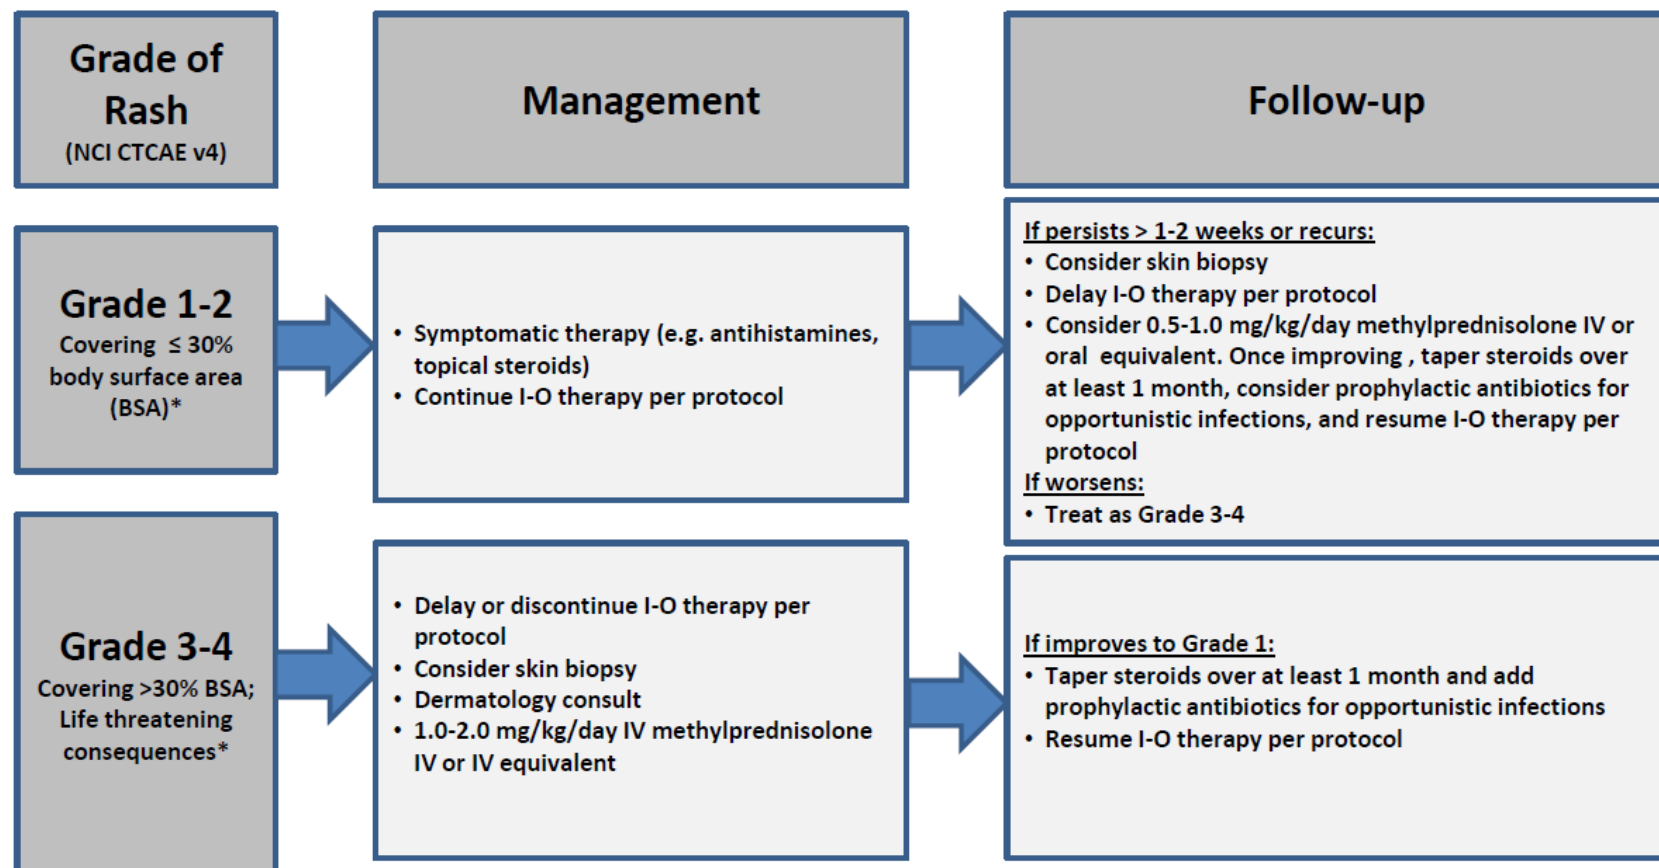 Grade of
Rash
(NCI CTCAE v4)
Management
Follow-up
Grade 1-2
Covering ≤ 30%
body surface area
(BSA)*
• Symptomatic therapy (e.g. antihistamines,
topical steroids)
• Continue I-O therapy per protocol
If persists > 1-2 weeks or recurs:
• Consider skin biopsy
• Delay I-O therapy per protocol
• Consider 0.5-1.0 mg/kg/day methylprednisolone IV or
oral equivalent. Once improving , taper steroids over
at least 1 month, consider prophylactic antibiotics for
opportunistic infections, and resume I-O therapy per
protocol
If worsens:
• Treat as Grade 3-4
Grade 3-4
Covering >30% BSA;
Life threatening
consequences*
• Delay or discontinue I-O therapy per
protocol
• Consider skin biopsy
• Dermatology consult
• 1.0-2.0 mg/kg/day IV methylprednisolone
IV or IV equivalent
If improves to Grade 1:
• Taper steroids over at least 1 month and add
prophylactic antibiotics for opportunistic infections
• Resume I-O therapy per protocol